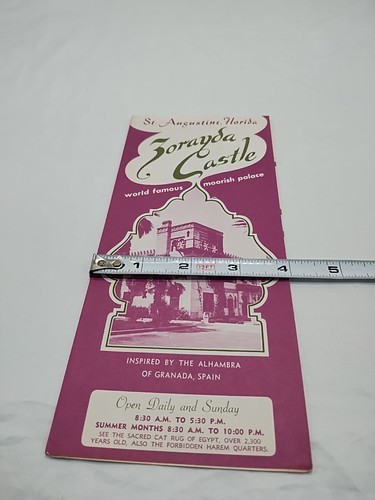 St. Augustine, Florida
Zorayda
Castle
world famous moorish palace
1 2 3 4 5
INSPIRED BY THE ALHAMBRA
OF GRANADA, SPAIN
Open Daily and Sunday
8:30 A.M. TO 5:30 P.M.
SUMMER MONTHS 8:30 A.M. TO 10:00 P.M.
SEE THE SACRED CAT RUG OF EGYPT, OVER 2,300
YEARS OLD, ALSO THE FORBIDDEN HAREM QUARTERS.